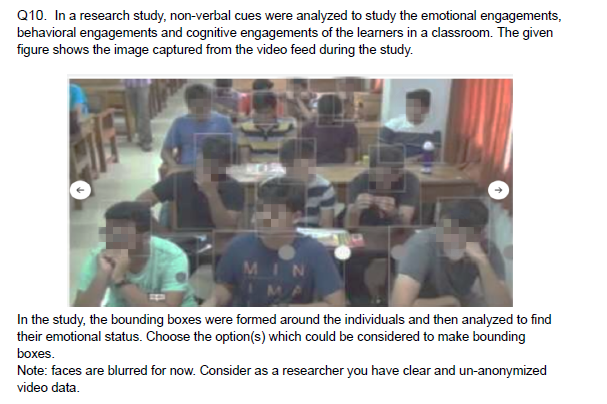 Q10. In a research study, non-verbal cues were analyzed to study the emotional engagements,
behavioral engagements and cognitive engagements of the learners in a classroom. The given
figure shows the image captured from the video feed during the study.
M I N
In the study, the bounding boxes were formed around the individuals and then analyzed to find
their emotional status. Choose the option(s) which could be considered to make bounding
boxes.
Note: faces are blurred for now. Consider as a researcher you have clear and un-anonymized
video data.